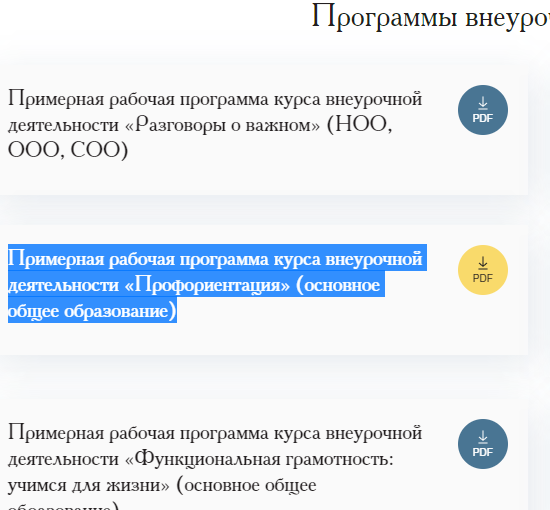 Программы внеуро
Примерная рабочая программа курса внеурочной
деятельности «Разговоры о важном» (НОО,
ООО, СОО)
PDF
Примерная рабочая программа курса внеурочной
деятельности «Профориентация» (основное
общее образование)
PDF
Примерная рабочая программа курса внеурочной
деятельности «Функциональная грамотность:
учимся для жизни» (основное общее
образование)
PDF